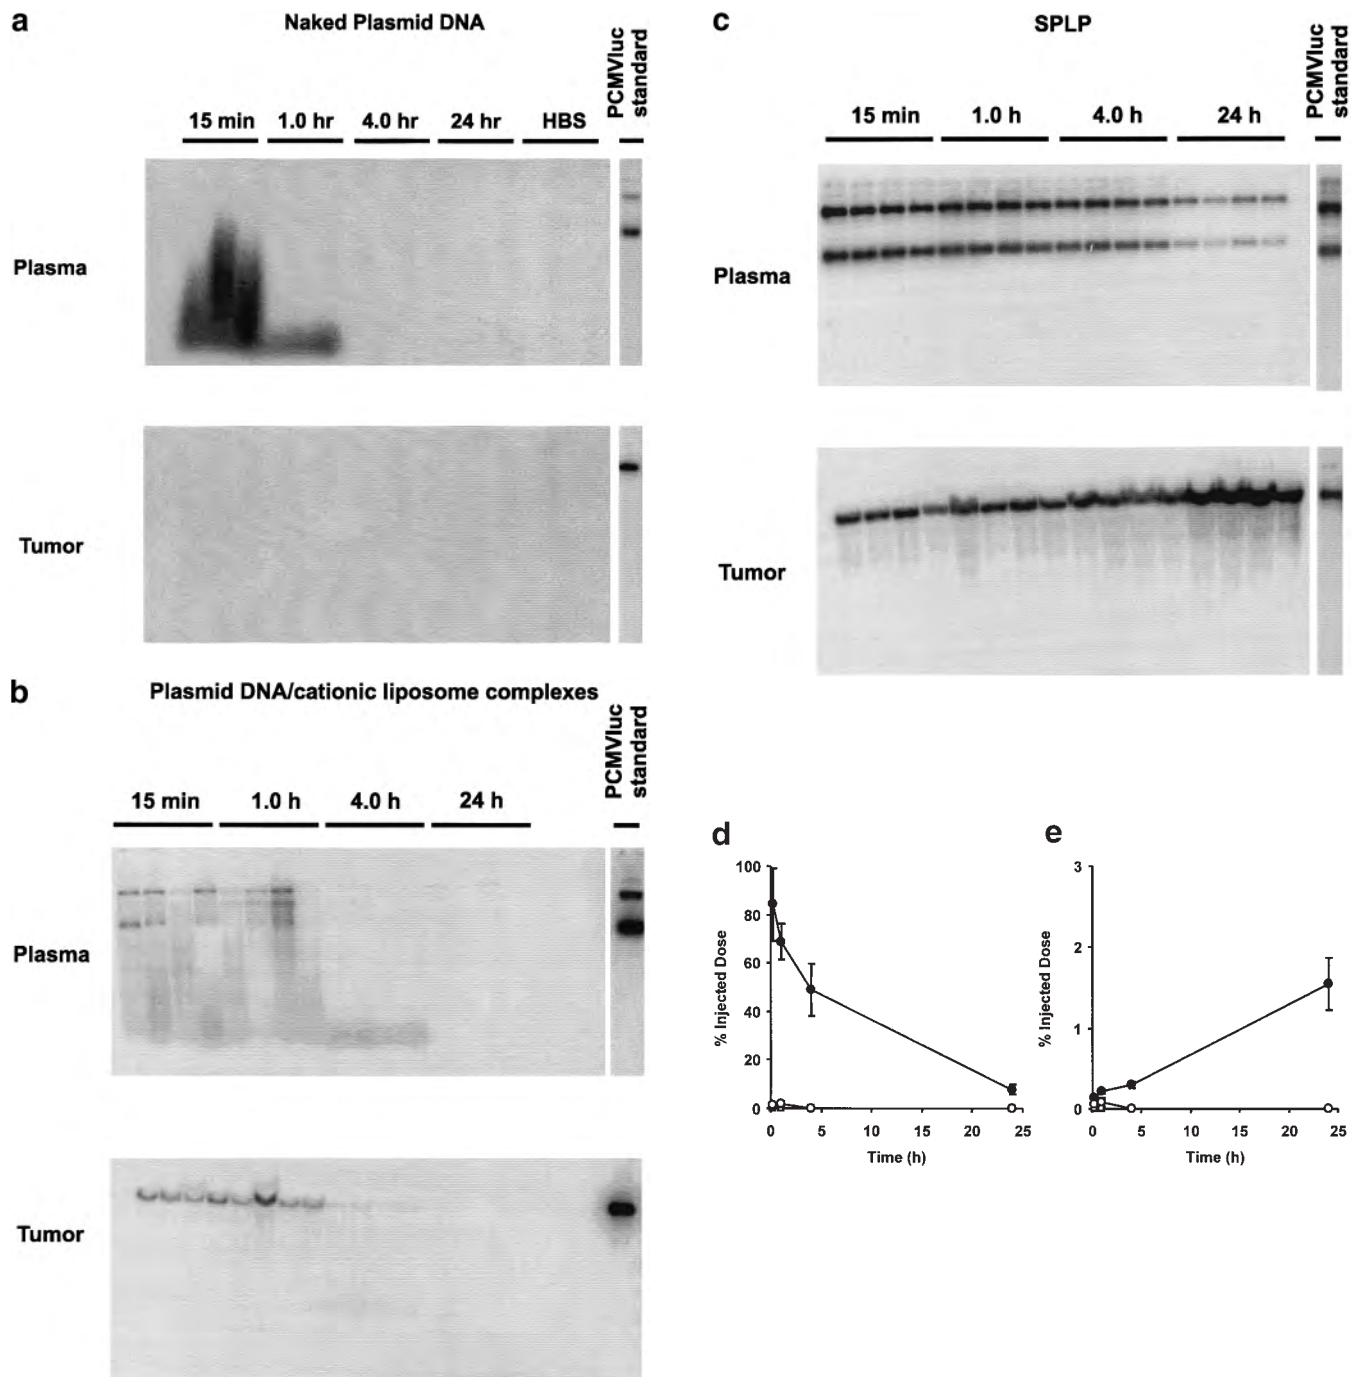 a
Naked Plasmid DNA
PCMVluc
standard
15 min
1.0 hr
4.0 hr
24 hr
HBS
Plasma
Tumor
b
Plasmid DNA/cationic liposome complexes
PCMVluc
standard
15 min
1.0 h
4.0 h
24 h
Plasma
Tumor
c
SPLP
PCMVluc
standard
15 min
1.0 h
4.0 h
24 h
Plasma
Tumor
d
% Injected Dose
100
80
60
40
20
0
0 5 10 15 20 25
Time (h)
e
% Injected Dose
3
2
1
0
0 5 10 15 20 25
Time (h)